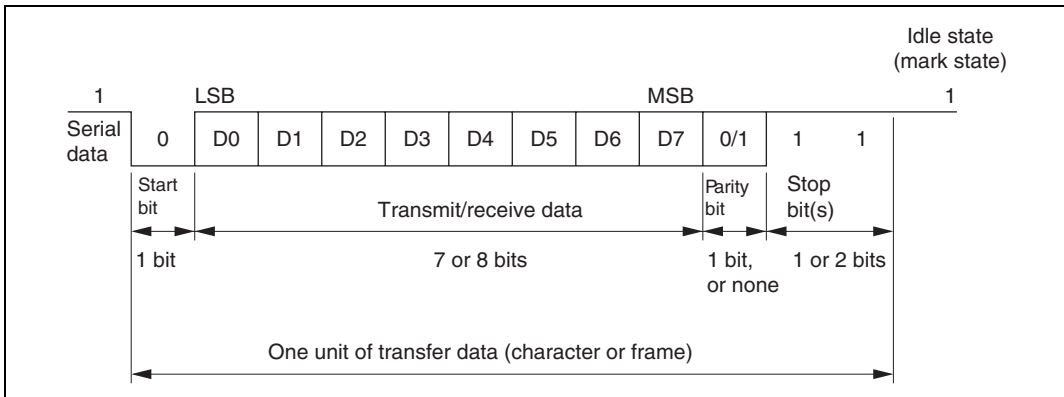 Idle state
(mark state)
1 LSB MSB 1
Serial
data
0 D0 D1 D2 D3 D4 D5 D6 D7 0/1 1 1
Start
bit
Transmit/receive data
Parity
bit
Stop
bit(s)
1 bit
7 or 8 bits
1 bit,
or none
1 or 2 bits
One unit of transfer data (character or frame)